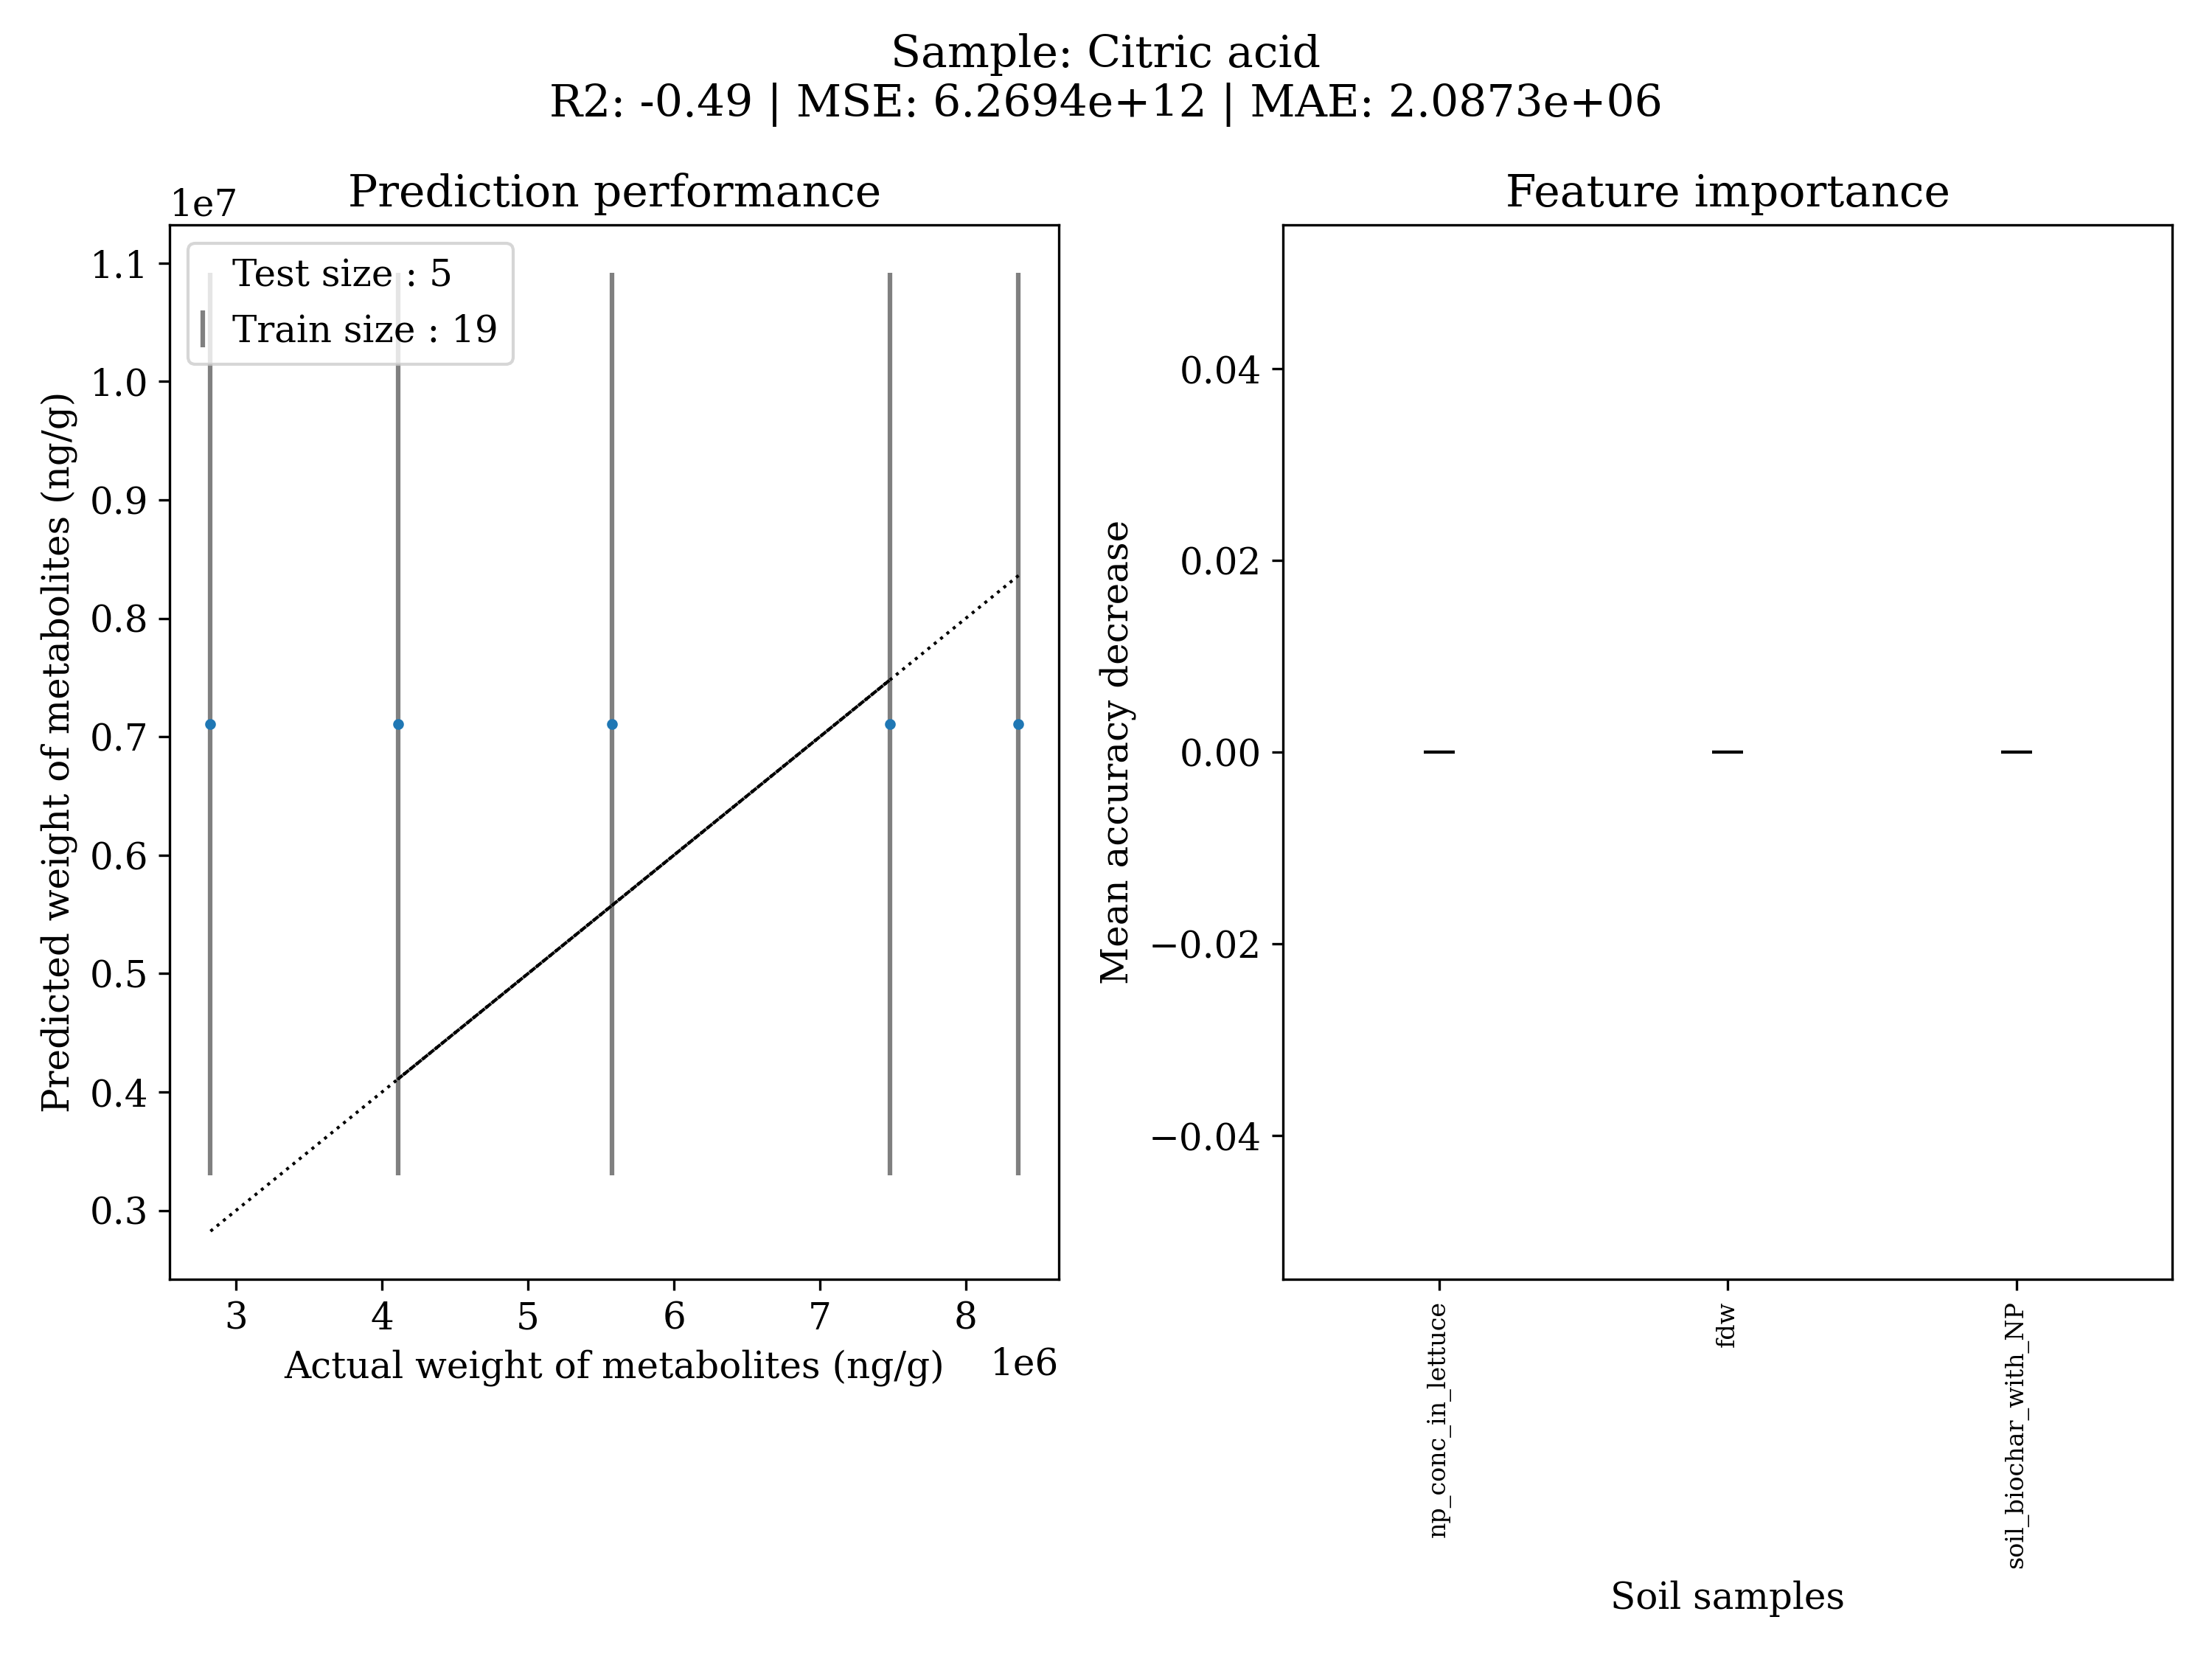 Sample: Citric acid
R2: -0.49 | MSE: 6.2694e+12 | MAE: 2.0873e+06
Prediction performance
1e7
Test size : 5
Train size : 19
1.1
1.0
0.9
0.8
0.7
0.6
0.5
0.4
0.3
Predicted weight of metabolites (ng/g)
3 4 5 6 7 8
Actual weight of metabolites (ng/g)
1e6
Feature importance
0.04
0.02
0.00
−0.02
−0.04
Mean accuracy decrease
np_conc_in_lettuce
fdw
soil_biochar_with_NP
Soil samples